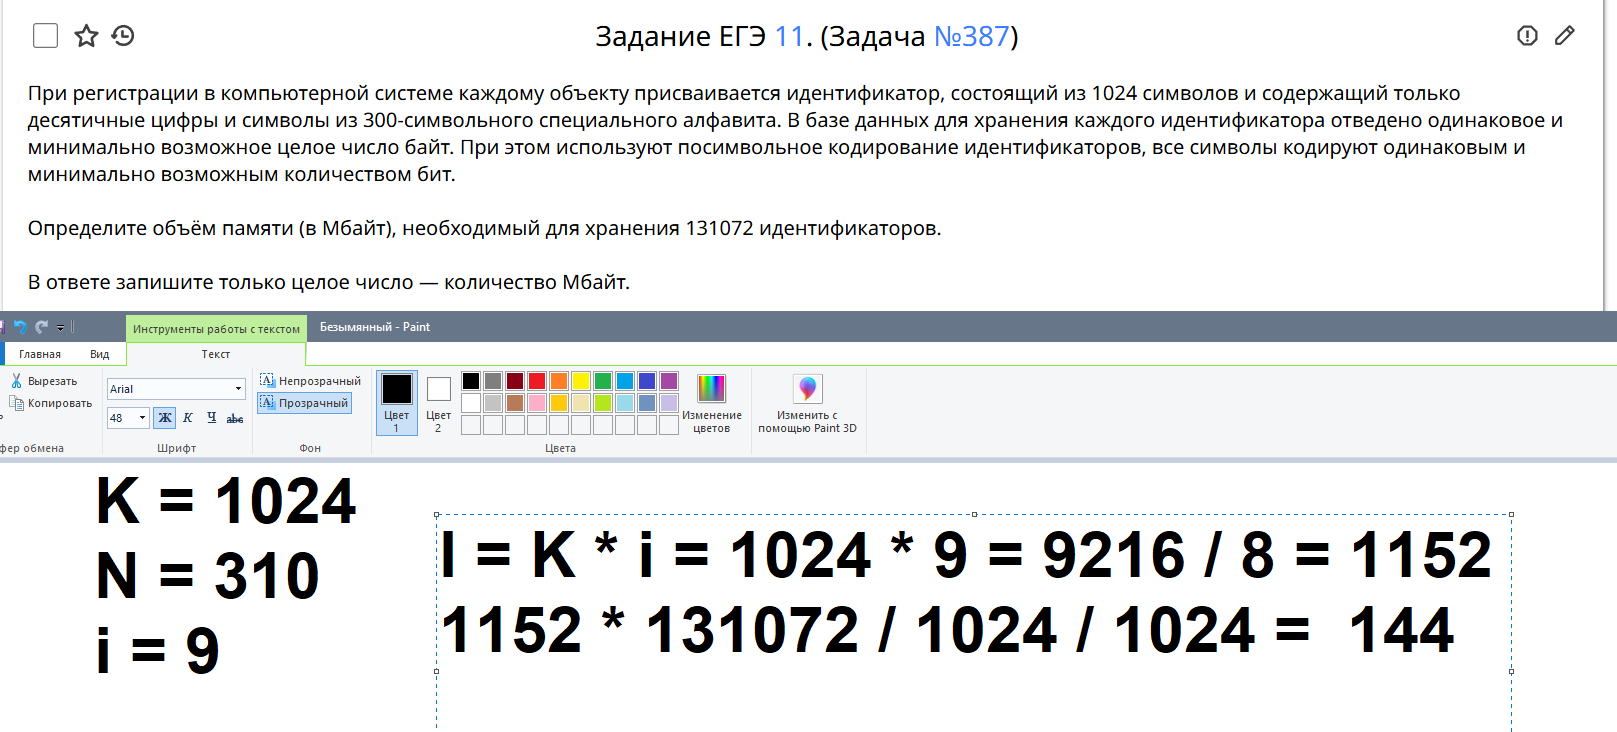 Задание ЕГЭ 11. (Задача №387)
При регистрации в компьютерной системе каждому объекту присваивается идентификатор, состоящий из 1024 символов и содержащий только
десятичные цифры и символы из 300-символьного специального алфавита. В базе данных для хранения каждого идентификатора отведено одинаковое и
минимально возможное целое число байт. При этом используют посимвольное кодирование идентификаторов, все символы кодируют одинаковым и
минимально возможным количеством бит.
Определите объём памяти (в Мбайт), необходимый для хранения 131072 идентификаторов.
В ответе запишите только целое число — количество Мбайт.
Инструменты работы с текстом Безымянный - Paint
Главная Вид Текст
Вырезать
Копировать
фер обмена
Arial
48 Ж К Ч abc
Шрифт
Непрозрачный
Прозрачный
Фон
Цвет 1
Цвет 2
Изменение цветов
Цвета
Изменить с
помощью Paint 3D
K = 1024
N = 310
i = 9
I = K * i = 1024 * 9 = 9216 / 8 = 1152
1152 * 131072 / 1024 / 1024 = 144